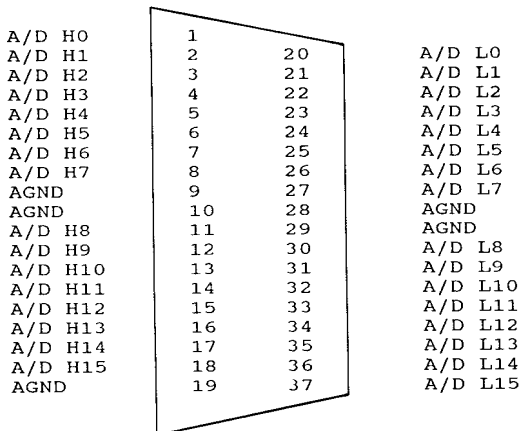 A/D H0 1
A/D H1 2 20 A/D L0
A/D H2 3 21 A/D L1
A/D H3 4 22 A/D L2
A/D H4 5 23 A/D L3
A/D H5 6 24 A/D L4
A/D H6 7 25 A/D L5
A/D H7 8 26 A/D L6
AGND 9 27 A/D L7
AGND 10 28 AGND
A/D H8 11 29 AGND
A/D H9 12 30 A/D L8
A/D H10 13 31 A/D L9
A/D H11 14 32 A/D L10
A/D H12 15 33 A/D L11
A/D H13 16 34 A/D L12
A/D H14 17 35 A/D L13
A/D H15 18 36 A/D L14
AGND 19 37 A/D L15